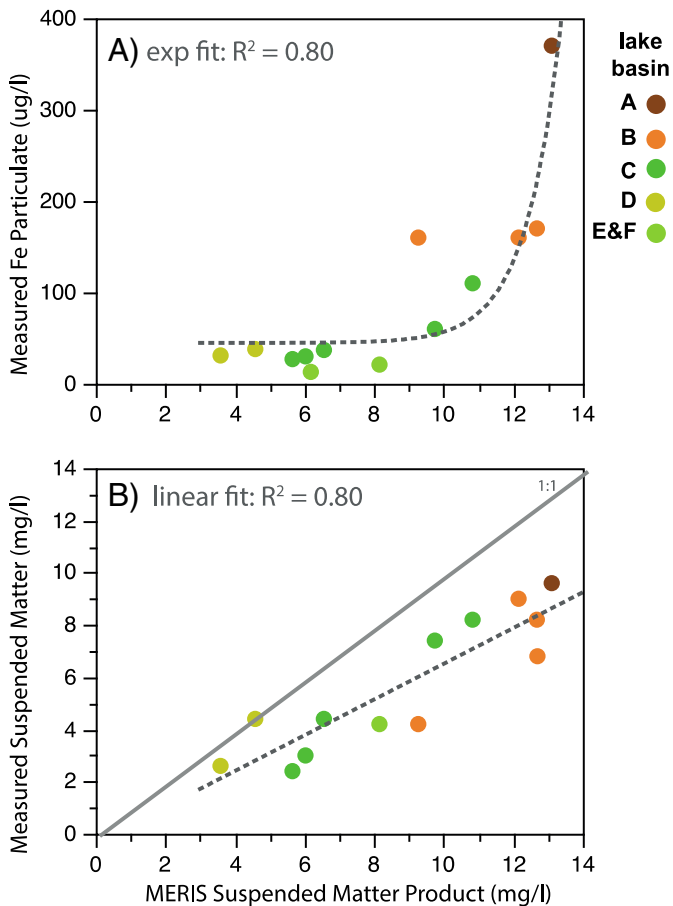 400
300
200
100
0
Measured Fe Particulate (ug/l)
A) exp fit: R² = 0.80
0 2 4 6 8 10 12 14
lake
basin
A
B
C
D
E&F
14
12
10
8
6
4
2
0
Measured Suspended Matter (mg/l)
B) linear fit: R² = 0.80
1:1
0 2 4 6 8 10 12 14
MERIS Suspended Matter Product (mg/l)